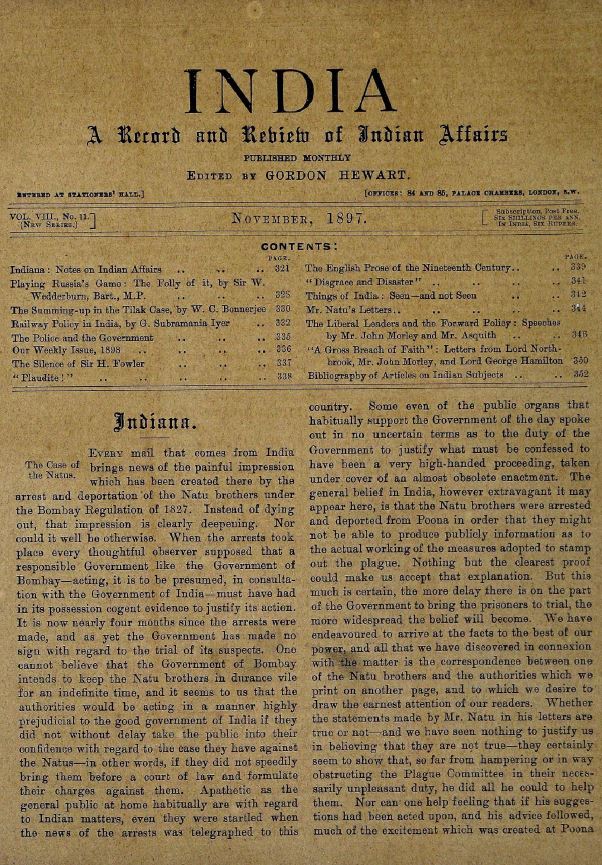 INDIA
A Record and Review of Indian Affairs
PUBLISHED MONTHLY
EDITED BY GORDON HEWART.
ENTERED AT STATIONERS' HALL.]
[OFFICES: 84 AND 85, PALACE CHAMBERS, LONDON, S.W.
VOL. VIII., No. 11.
(NEW SERIES.)
NOVEMBER, 1897.
Subscription, Post Free.
SIX SHILLINGS PER ANN.
IN INDIA, SIX RUPEES.
CONTENTS:
PAGE.
Indiana: Notes on Indian Affairs .. .. .. 321
Playing Russia's Game: The Folly of it, by Sir W.
Wedderburn, Bart., M.P. .. .. .. 328
The Summing-up in the Tilak Case, by W. C. Bonnerjee 330
Railway Policy in India, by G. Subramania Iyer .. 332
The Police and the Government .. .. .. 335
Our Weekly Issue, 1898 .. .. .. .. 336
The Silence of Sir H. Fowler .. .. .. 337
"Plaudite!" .. .. .. .. .. 338
PAGE.
The English Prose of the Nineteenth Century.. .. 339
"Disgrace and Disaster" .. .. .. .. 341
Things of India: Seen—and not Seen .. .. 342
Mr. Natu's Letters.. .. .. .. .. 344
The Liberal Leaders and the Forward Policy: Speeches
by Mr. John Morley and Mr. Asquith .. .. 346
"A Gross Breach of Faith": Letters from Lord North-
brook, Mr. John Morley, and Lord George Hamilton 350
Bibliography of Articles on Indian Subjects .. .. 352
Indiana.
The Case of
the Natus.
EVERY mail that comes from India
brings news of the painful impression
which has been created there by the
arrest and deportation of the Natu brothers under
the Bombay Regulation of 1827. Instead of dying
out, that impression is clearly deepening. Nor
could it well be otherwise. When the arrests took
place every thoughtful observer supposed that a
responsible Government like the Government of
Bombay—acting, it is to be presumed, in consulta-
tion with the Government of India—must have had
in its possession cogent evidence to justify its action.
It is now nearly four months since the arrests were
made, and as yet the Government has made no
sign with regard to the trial of its suspects. One
cannot believe that the Government of Bombay
intends to keep the Natu brothers in durance vile
for an indefinite time, and it seems to us that the
authorities would be acting in a manner highly
prejudicial to the good government of India if they
did not without delay take the public into their
confidence with regard to the case they have against
the Natus—in other words, if they did not speedily
bring them before a court of law and formulate
their charges against them. Apathetic as the
general public at home habitually are with regard
to Indian matters, even they were startled when
the news of the arrests was telegraphed to this
country. Some even of the public organs that
habitually support the Government of the day spoke
out in no uncertain terms as to the duty of the
Government to justify what must be confessed to
have been a very high-handed proceeding, taken
under cover of an almost obsolete enactment. The
general belief in India, however extravagant it may
appear here, is that the Natu brothers were arrested
and deported from Poona in order that they might
not be able to produce publicly information as to
the actual working of the measures adopted to stamp
out the plague. Nothing but the clearest proof
could make us accept that explanation. But this
much is certain, the more delay there is on the part
of the Government to bring the prisoners to trial, the
more widespread the belief will become. We have
endeavoured to arrive at the facts to the best of our
power, and all that we have discovered in connexion
with the matter is the correspondence between one
of the Natu brothers and the authorities which we
print on another page, and to which we desire to
draw the earnest attention of our readers. Whether
the statements made by Mr. Natu in his letters are
true or not—and we have seen nothing to justify us
in believing that they are not true—they certainly
seem to show that, so far from hampering or in way
obstructing the Plague Committee in their neces-
sarily unpleasant duty, he did all he could to help
them. Nor can one help feeling that if his sugges-
tions had been acted upon, and his advice followed,
much of the excitement which was created at Poona